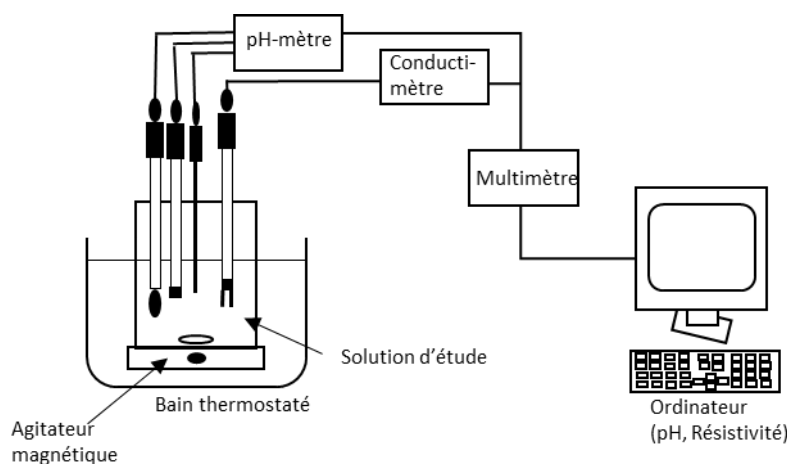 pH-mètre
Conducti-
mètre
Multimètre
Solution d'étude
Bain thermostaté
Agitateur
magnétique
Ordinateur
(pH, Résistivité)